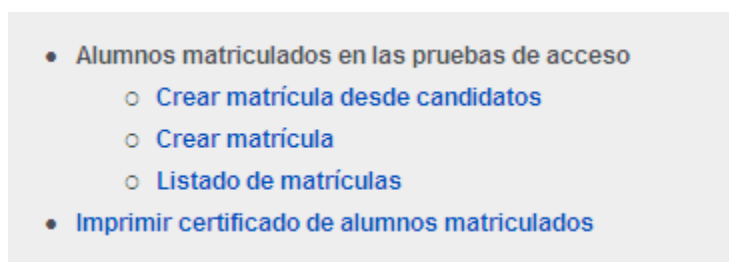 Alumnos matriculados en las pruebas de acceso
Crear matrícula desde candidatos
Crear matrícula
Listado de matrículas
Imprimir certificado de alumnos matriculados